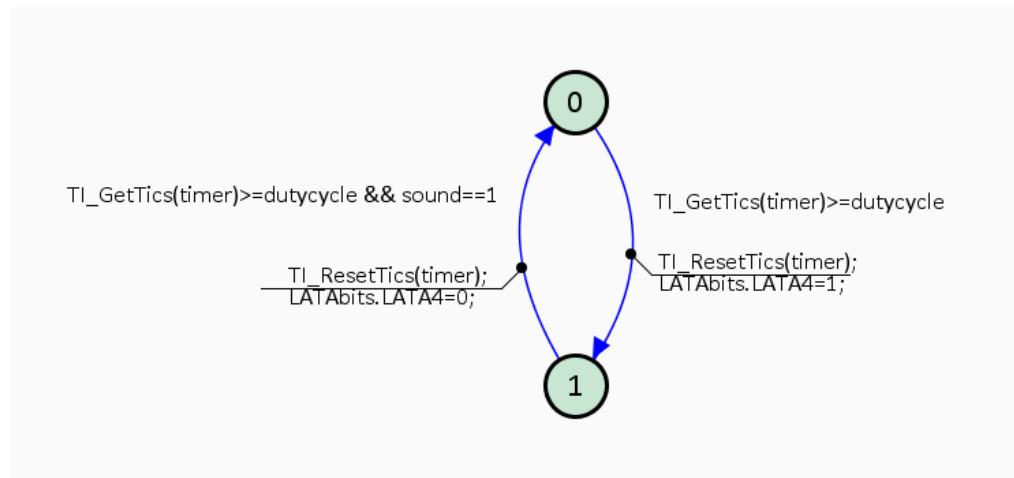 0
TI_GetTics(timer)>=dutycycle && sound==1
TI_GetTics(timer)>=dutycycle
TI_ResetTics(timer);
LATAbits.LATA4=0;
TI_ResetTics(timer);
LATAbits.LATA4=1;
1